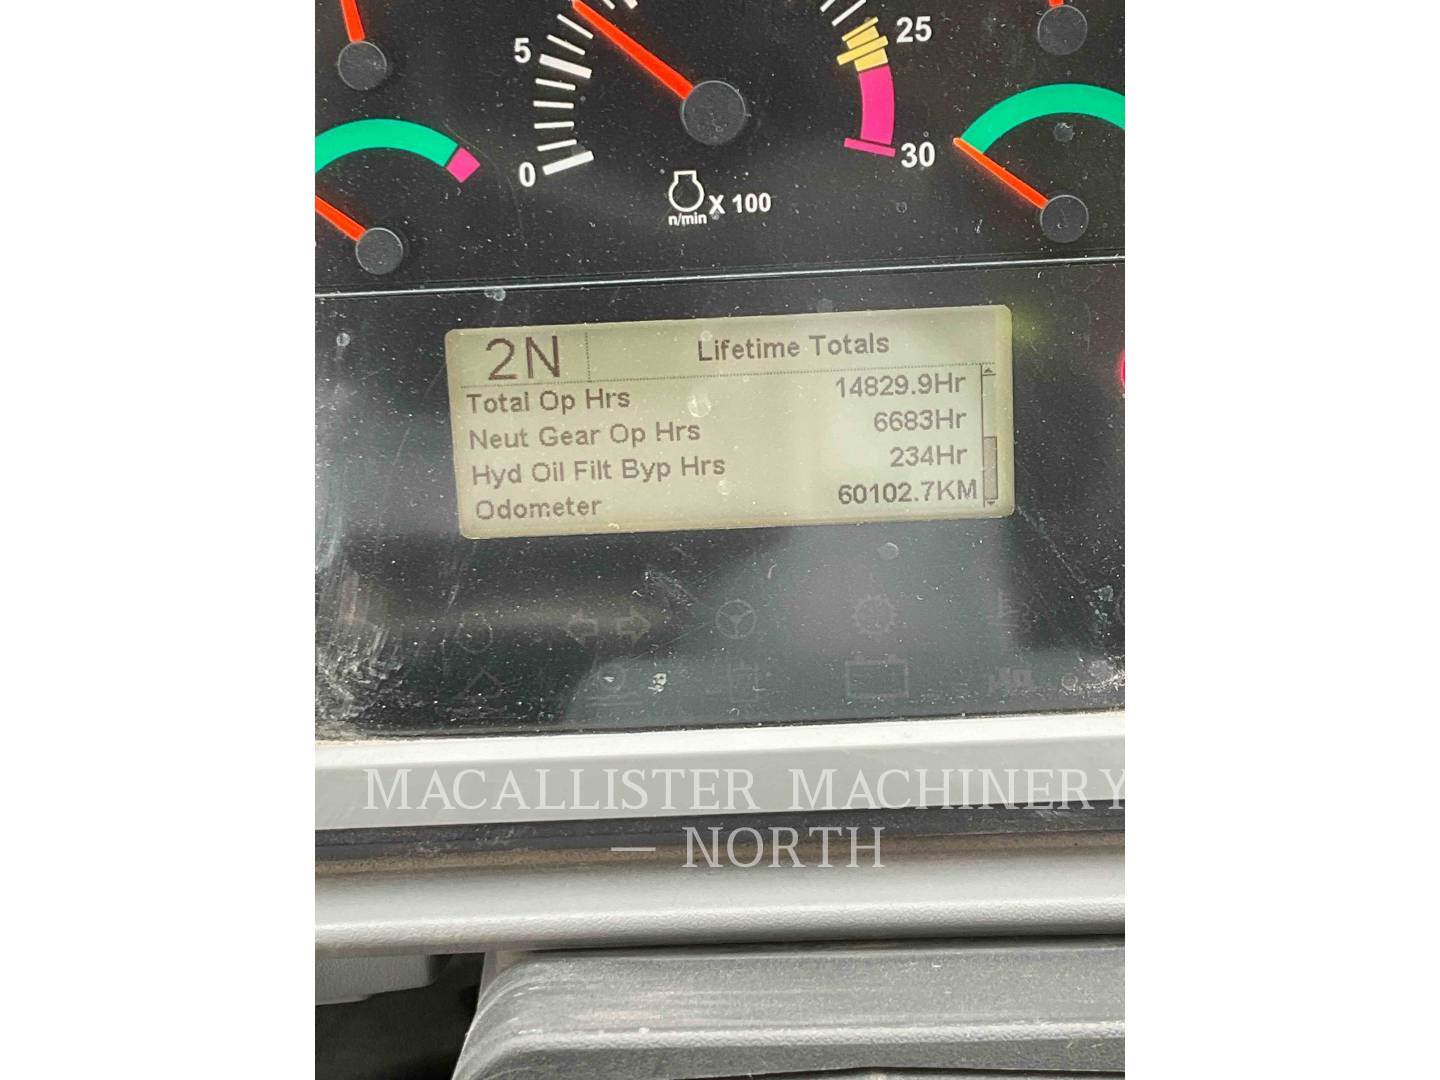 5
25
0
30
n/min X 100
2N Lifetime Totals
Total Op Hrs 14829.9Hr
Neut Gear Op Hrs 6683Hr
Hyd Oil Filt Byp Hrs 234Hr
Odometer 60102.7KM
MACALLISTER MACHINERY
— NORTH